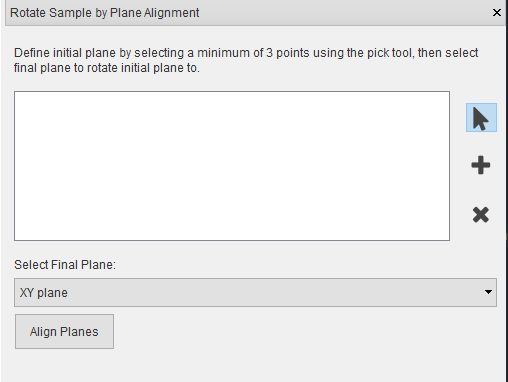 Rotate Sample by Plane Alignment
Define initial plane by selecting a minimum of 3 points using the pick tool, then select
final plane to rotate initial plane to.
Select Final Plane:
XY plane
Align Planes